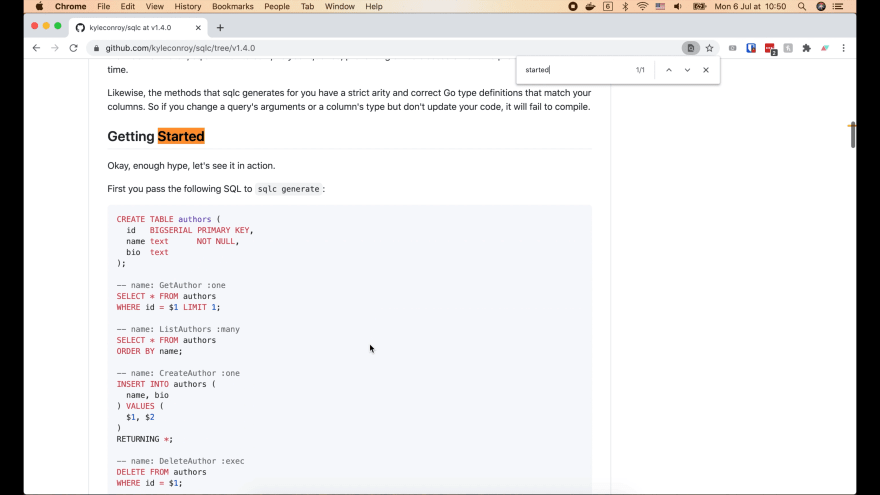 Chrome File Edit View History Bookmarks People Tab Window Help Mon 6 Jul at 10:50
kyleconroy/sqlc at v1.4.0
github.com/kyleconroy/sqlc/tree/v1.4.0
started 1/1
time.
Likewise, the methods that sqlc generates for you have a strict arity and correct Go type definitions that match your
columns. So if you change a query's arguments or a column's type but don't update your code, it will fail to compile.
Getting Started
Okay, enough hype, let's see it in action.
First you pass the following SQL to sqlc generate :
CREATE TABLE authors (
id BIGSERIAL PRIMARY KEY,
name text NOT NULL,
bio text
);
-- name: GetAuthor :one
SELECT * FROM authors
WHERE id = $1 LIMIT 1;
-- name: ListAuthors :many
SELECT * FROM authors
ORDER BY name;
-- name: CreateAuthor :one
INSERT INTO authors (
name, bio
) VALUES (
$1, $2
)
RETURNING *;
-- name: DeleteAuthor :exec
DELETE FROM authors
WHERE id = $1;